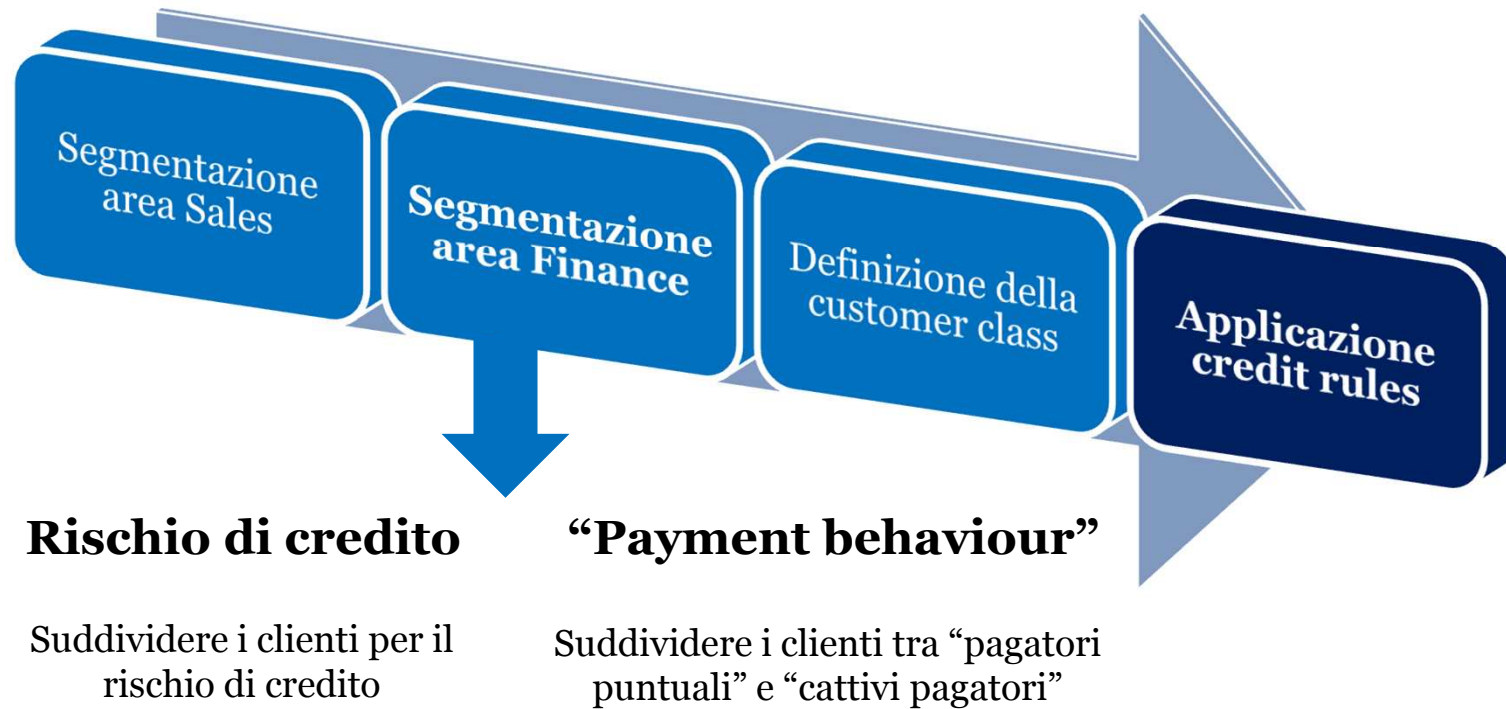 Segmentazione
area Sales
Segmentazione
area Finance
Definizione della
customer class
Applicazione
credit rules
Rischio di credito
“Payment behaviour”
Suddividere i clienti per il
rischio di credito
Suddividere i clienti tra “pagatori
puntuali” e “cattivi pagatori”